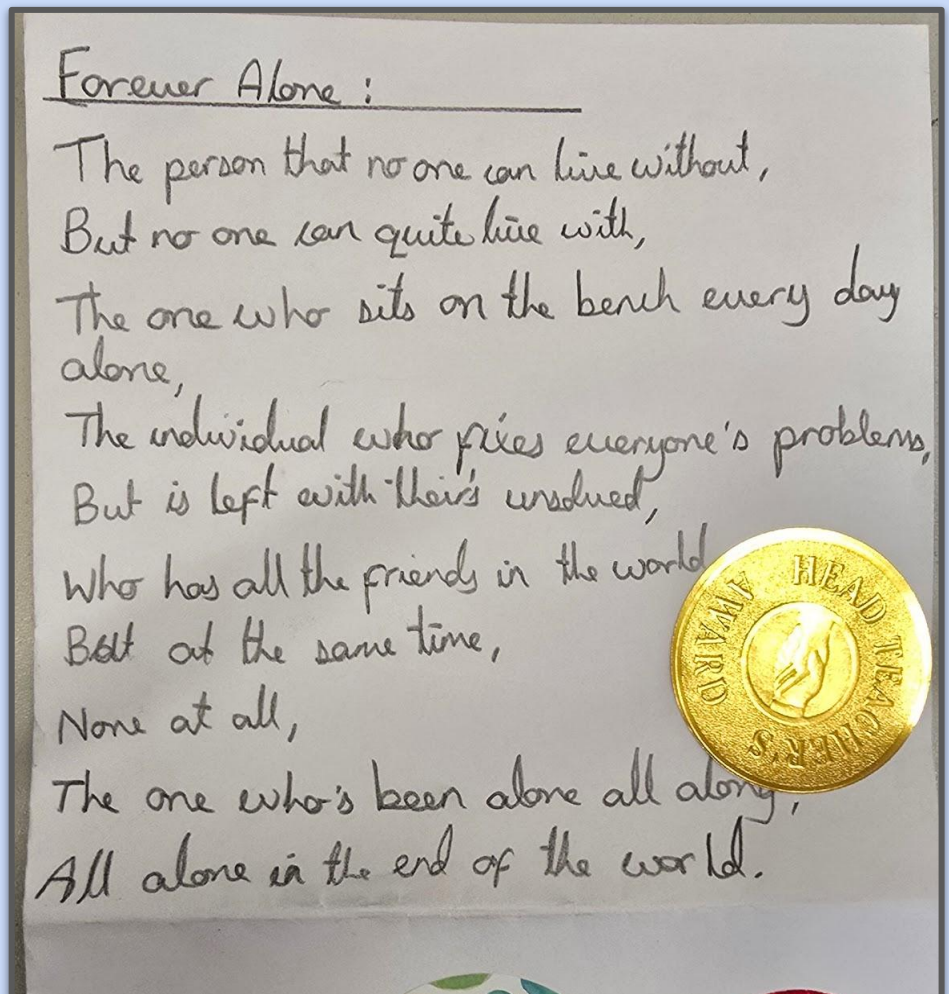 Forever Alone :
The person that no one can live without,
But no one can quite live with,
The one who sits on the bench every day
alone,
The individual who fixes everyone's problems,
But is left with their's unsolved,
Who has all the friends in the world
But at the same time,
None at all,
The one who's been alone all along,
All alone in the end of the world.
HEAD TEACHER'S AWARD